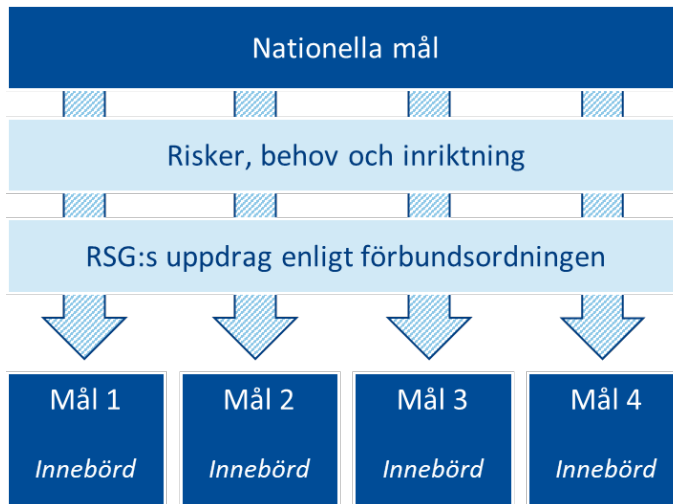 Nationella mål
Risker, behov och inriktning
RSG:s uppdrag enligt förbundsordningen
Mål 1
Innebörd
Mål 2
Innebörd
Mål 3
Innebörd
Mål 4
Innebörd